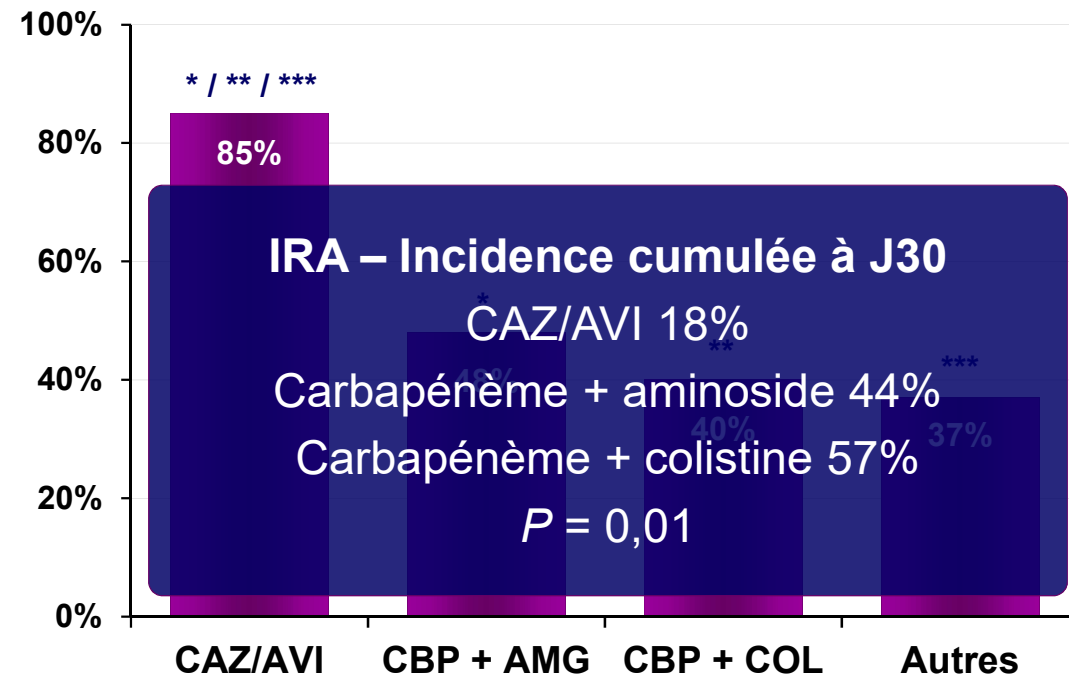 100%
* / ** / ***
80%
85%
60%
IRA – Incidence cumulée à J30
*
CAZ/AVI 18%
**
***
40%
48%
Carbapénème + aminoside 44%
40%
37%
Carbapénème + colistine 57%
20%
P = 0,01
0%
CAZ/AVI
CBP + AMG
CBP + COL
Autres